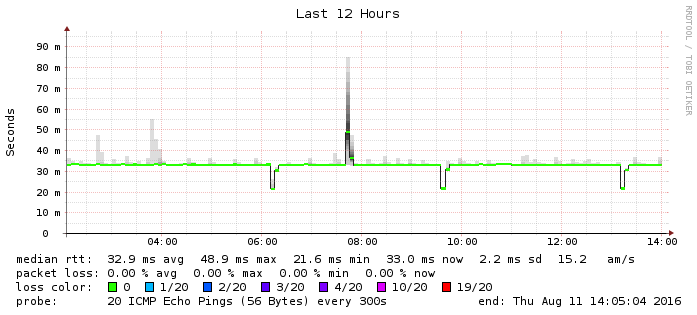 Last 12 Hours
RRDTOOL / TOBI OETIKER
Seconds
90 m
80 m
70 m
60 m
50 m
40 m
30 m
20 m
10 m
0
04:00 06:00 08:00 10:00 12:00 14:00
median rtt: 32.9 ms avg 48.9 ms max 21.6 ms min 33.0 ms now 2.2 ms sd 15.2 am/s
packet loss: 0.00 % avg 0.00 % max 0.00 % min 0.00 % now
loss color: 0 1/20 2/20 3/20 4/20 10/20 19/20
probe: 20 ICMP Echo Pings (56 Bytes) every 300s end: Thu Aug 11 14:05:04 2016